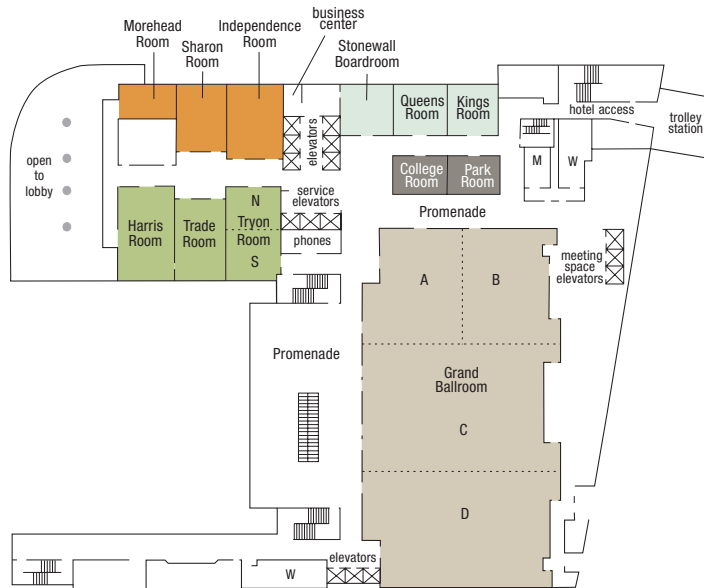 business
center
Morehead
Room
Sharon
Room
Independence
Room
Stonewall
Boardroom
Queens
Room
Kings
Room
hotel access
trolley
station
elevators
open
to
lobby
College
Room
Park
Room
M
W
service
elevators
phones
Harris
Room
Trade
Room
N
Tryon
Room
S
Promenade
meeting
space
elevators
A
B
Promenade
Grand
Ballroom
C
D
elevators
W